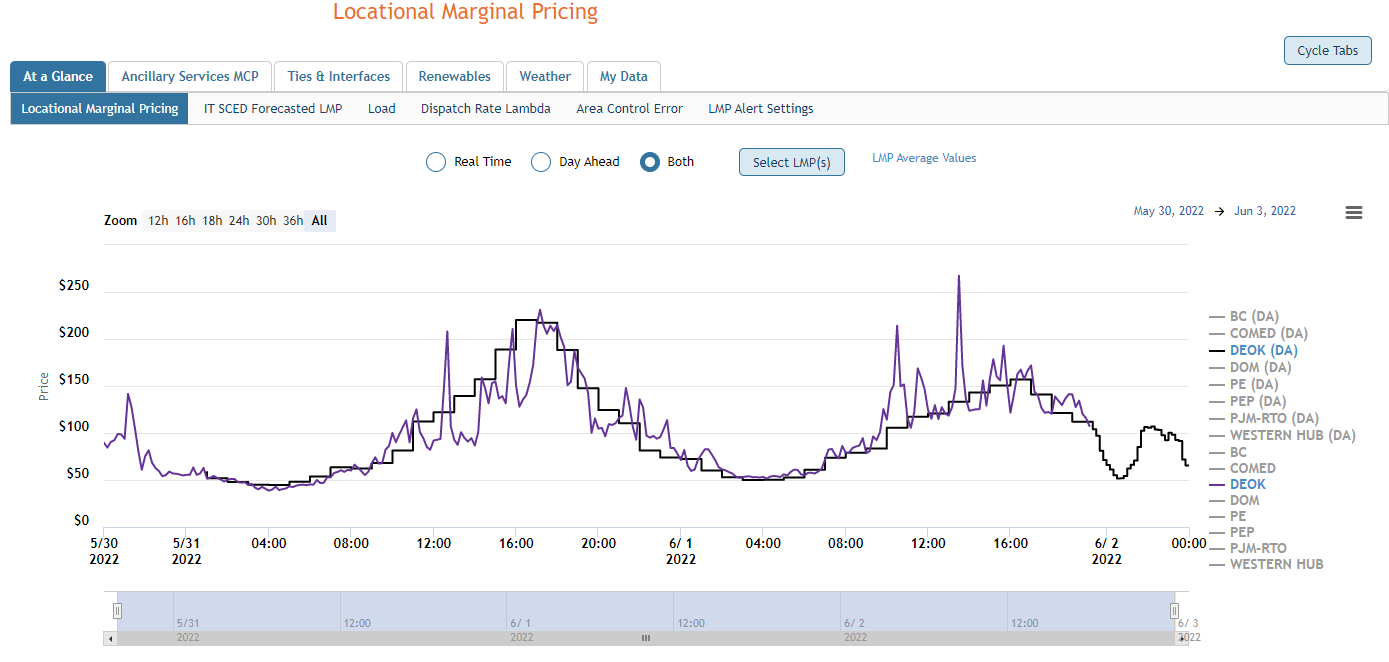 Locational Marginal Pricing
Cycle Tabs
At a Glance Ancillary Services MCP Ties & Interfaces Renewables Weather My Data
Locational Marginal Pricing IT SCED Forecasted LMP Load Dispatch Rate Lambda Area Control Error LMP Alert Settings
Real Time Day Ahead Both Select LMP(s) LMP Average Values
Zoom 12h 16h 18h 24h 30h 36h All May 30, 2022 → Jun 3, 2022
Price
$250
$200
$150
$100
$50
$0
5/30 5/31 04:00 08:00 12:00 16:00 20:00 6/ 1 04:00 08:00 12:00 16:00 6/ 2 00:00
2022 2022 2022 2022
BC (DA)
COMED (DA)
DEOK (DA)
DOM (DA)
PE (DA)
PEP (DA)
PJM-RTO (DA)
WESTERN HUB (DA)
BC
COMED
DEOK
DOM
PE
PEP
PJM-RTO
WESTERN HUB
5/31 12:00 6/ 1 12:00 6/ 2 12:00 6/ 3
2022 2022 2022 2022